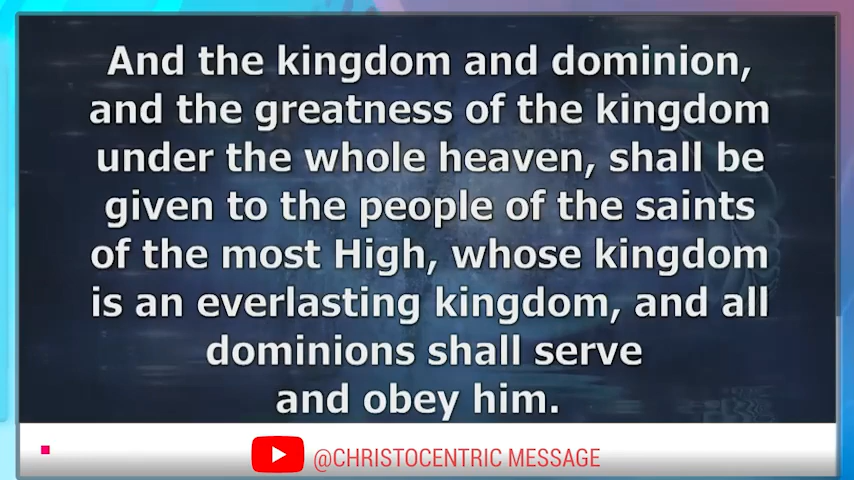 And the kingdom and dominion,
and the greatness of the kingdom
under the whole heaven, shall be
given to the people of the saints
of the most High, whose kingdom
is an everlasting kingdom, and all
dominions shall serve
and obey him.
@CHRISTOCENTRIC MESSAGE